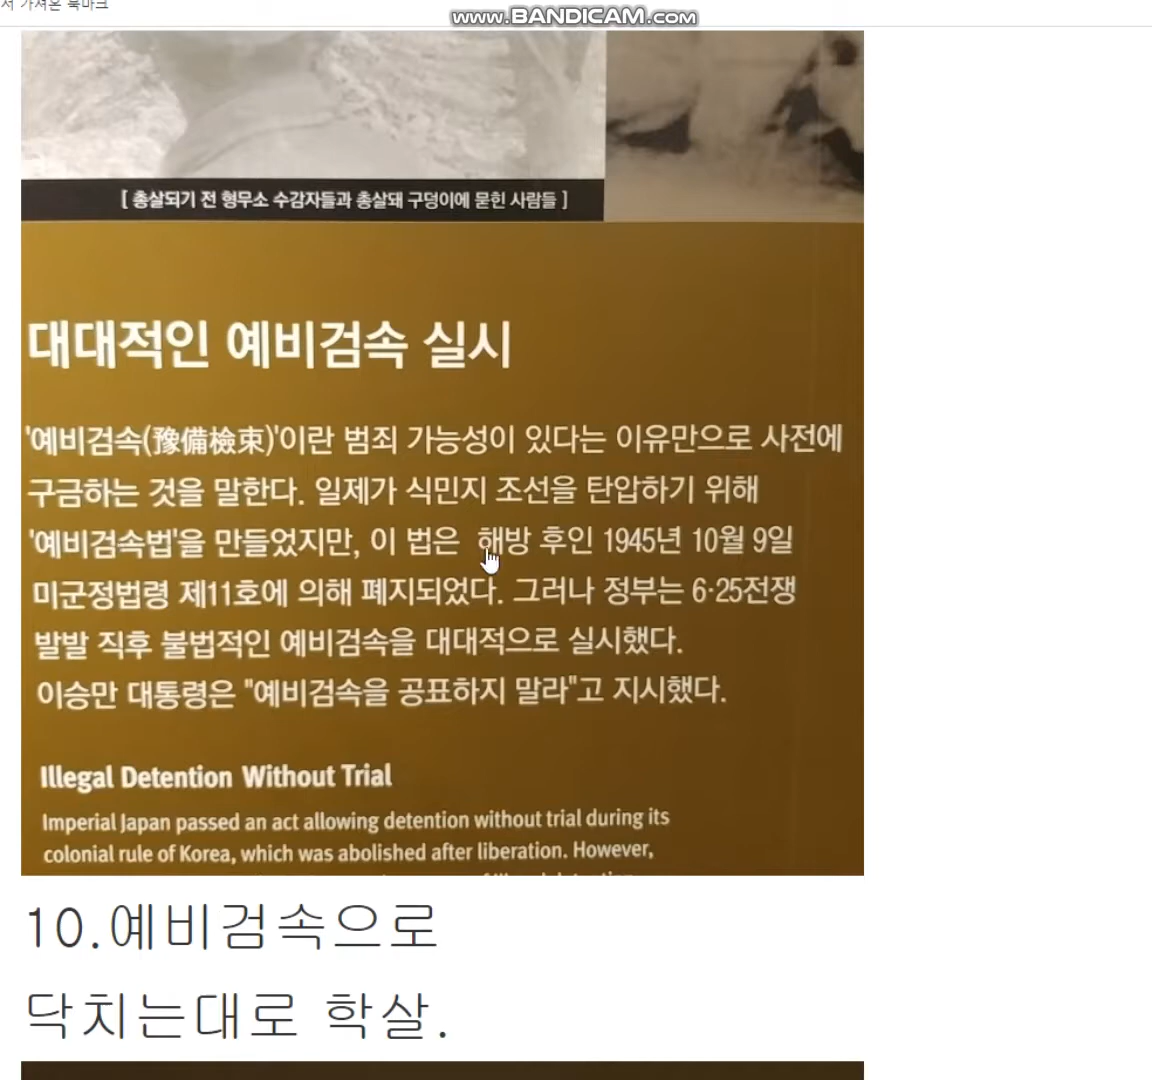 서 가져온 북마크
www.BANDICAM.com
[ 총살되기 전 형무소 수감자들과 총살돼 구덩이에 묻힌 사람들 ]
대대적인 예비검속 실시
'예비검속(豫備檢束)'이란 범죄 가능성이 있다는 이유만으로 사전에
구금하는 것을 말한다. 일제가 식민지 조선을 탄압하기 위해
'예비검속법'을 만들었지만, 이 법은 해방 후인 1945년 10월 9일
미군정법령 제11호에 의해 폐지되었다. 그러나 정부는 6·25전쟁
발발 직후 불법적인 예비검속을 대대적으로 실시했다.
이승만 대통령은 "예비검속을 공표하지 말라"고 지시했다.
Illegal Detention Without Trial
Imperial Japan passed an act allowing detention without trial during its
colonial rule of Korea, which was abolished after liberation. However,
10.예비검속으로
닥치는대로 학살.